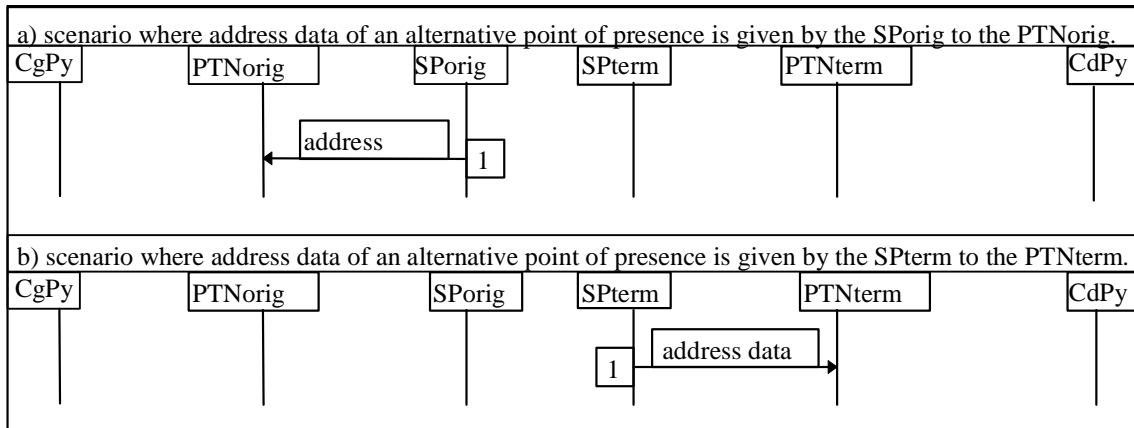 a) scenario where address data of an alternative point of presence is given by the SPorig to the PTNorig.
CgPy PTNorig SPorig SPterm PTNterm CdPy
address
1
b) scenario where address data of an alternative point of presence is given by the SPterm to the PTNterm.
CgPy PTNorig SPorig SPterm PTNterm CdPy
1 address data